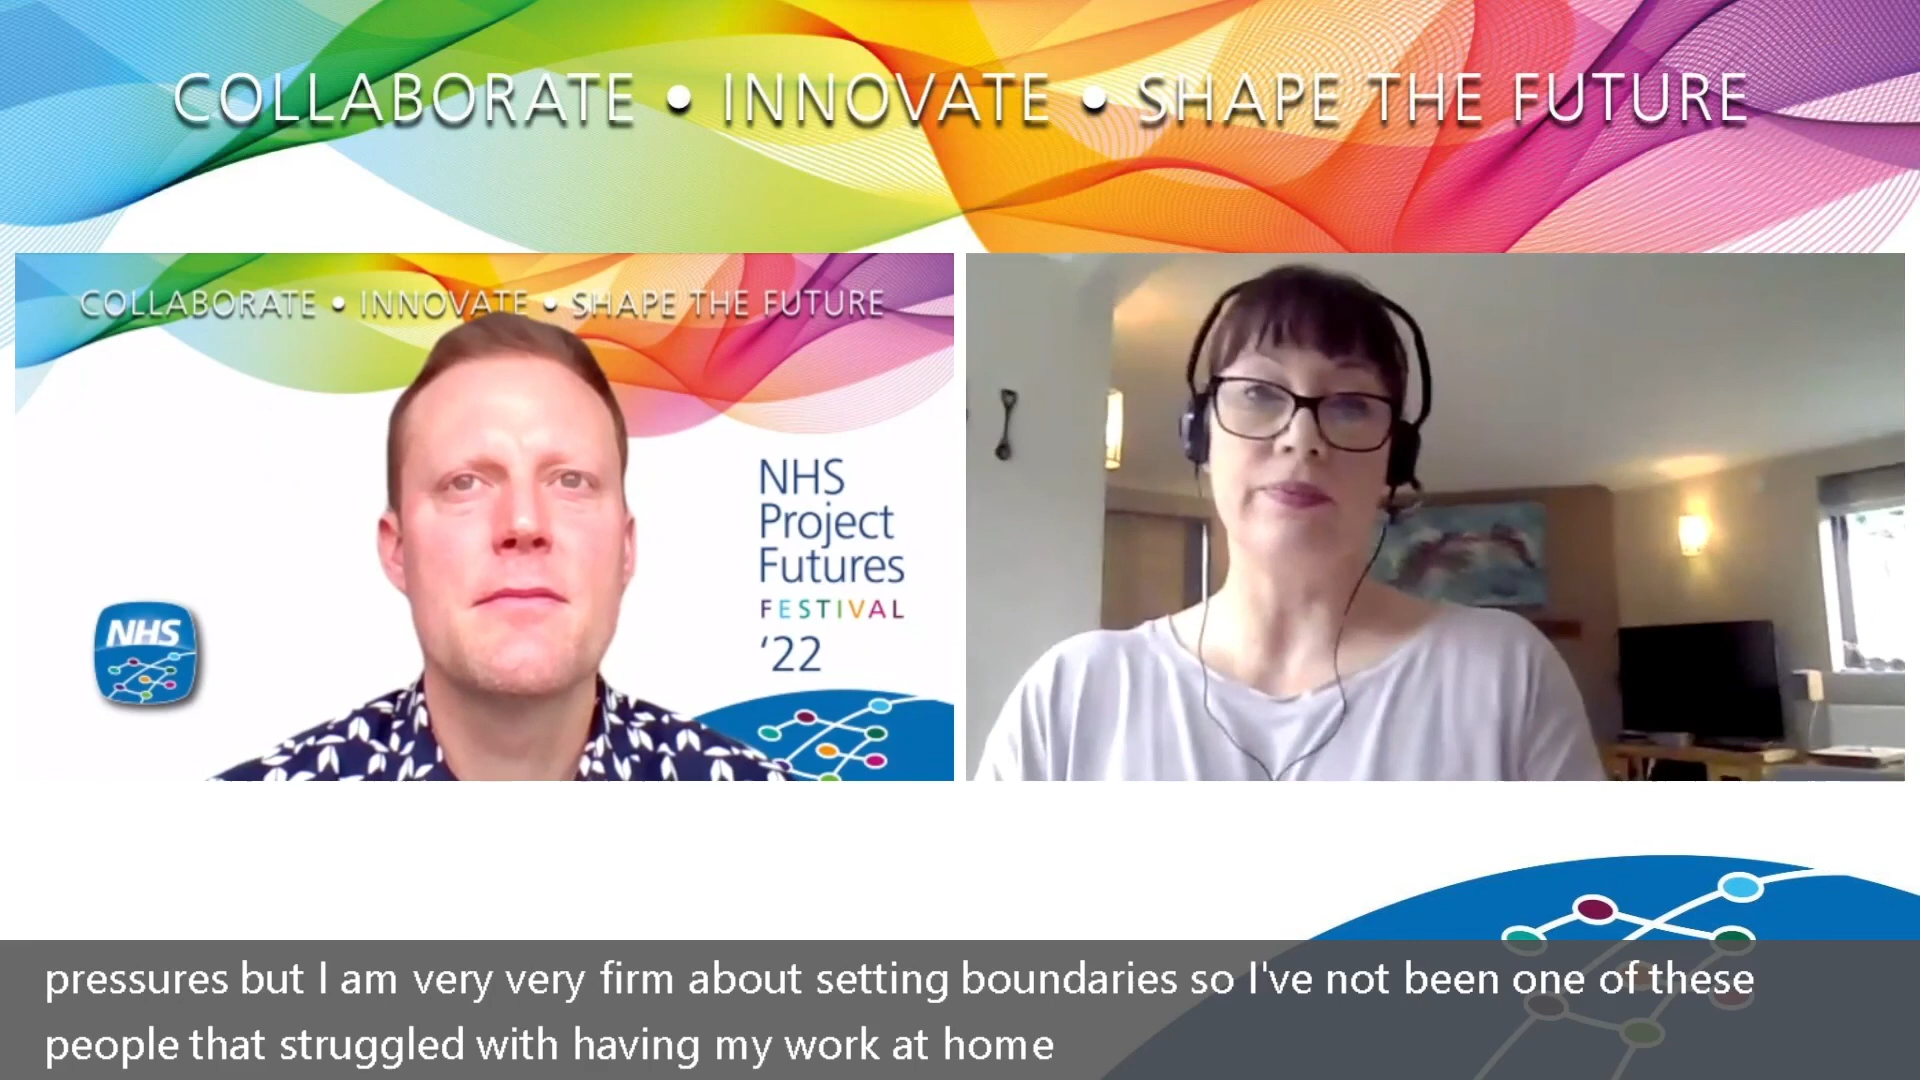 COLLABORATE • INNOVATE • SHAPE THE FUTURE
COLLABORATE • INNOVATE • SHAPE THE FUTURE
NHS
Project
Futures
FESTIVAL
‘22
NHS
pressures but I am very very firm about setting boundaries so I've not been one of these
people that struggled with having my work at home